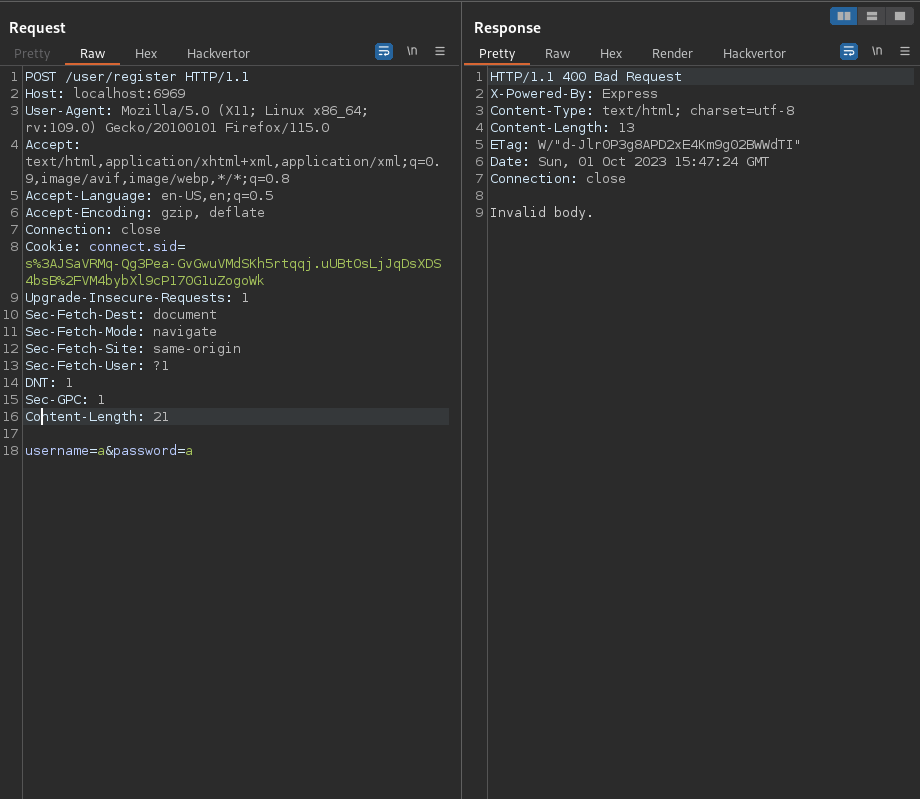 Request
Pretty Raw Hex Hackvertor
\n
1 POST /user/register HTTP/1.1
2 Host: localhost:6969
3 User-Agent: Mozilla/5.0 (X11; Linux x86_64;
rv:109.0) Gecko/20100101 Firefox/115.0
4 Accept:
text/html,application/xhtml+xml,application/xml;q=0.
9,image/avif,image/webp,*/*;q=0.8
5 Accept-Language: en-US,en;q=0.5
6 Accept-Encoding: gzip, deflate
7 Connection: close
8 Cookie: connect.sid=
s%3AJSaVRMq-Qg3Pea-GvGwuVMdSKh5rtqqj.uUBtOsLjJqDsXDS
4bsB%2FVM4bybXl9cP170G1uZogoWk
9 Upgrade-Insecure-Requests: 1
10 Sec-Fetch-Dest: document
11 Sec-Fetch-Mode: navigate
12 Sec-Fetch-Site: same-origin
13 Sec-Fetch-User: ?1
14 DNT: 1
15 Sec-GPC: 1
16 Content-Length: 21
17
18 username=a&password=a
Response
Pretty Raw Hex Render Hackvertor
\n
1 HTTP/1.1 400 Bad Request
2 X-Powered-By: Express
3 Content-Type: text/html; charset=utf-8
4 Content-Length: 13
5 ETag: W/"d-JlrOP3g8APD2xE4Km9gO2BWWdTI"
6 Date: Sun, 01 Oct 2023 15:47:24 GMT
7 Connection: close
8
9 Invalid body.